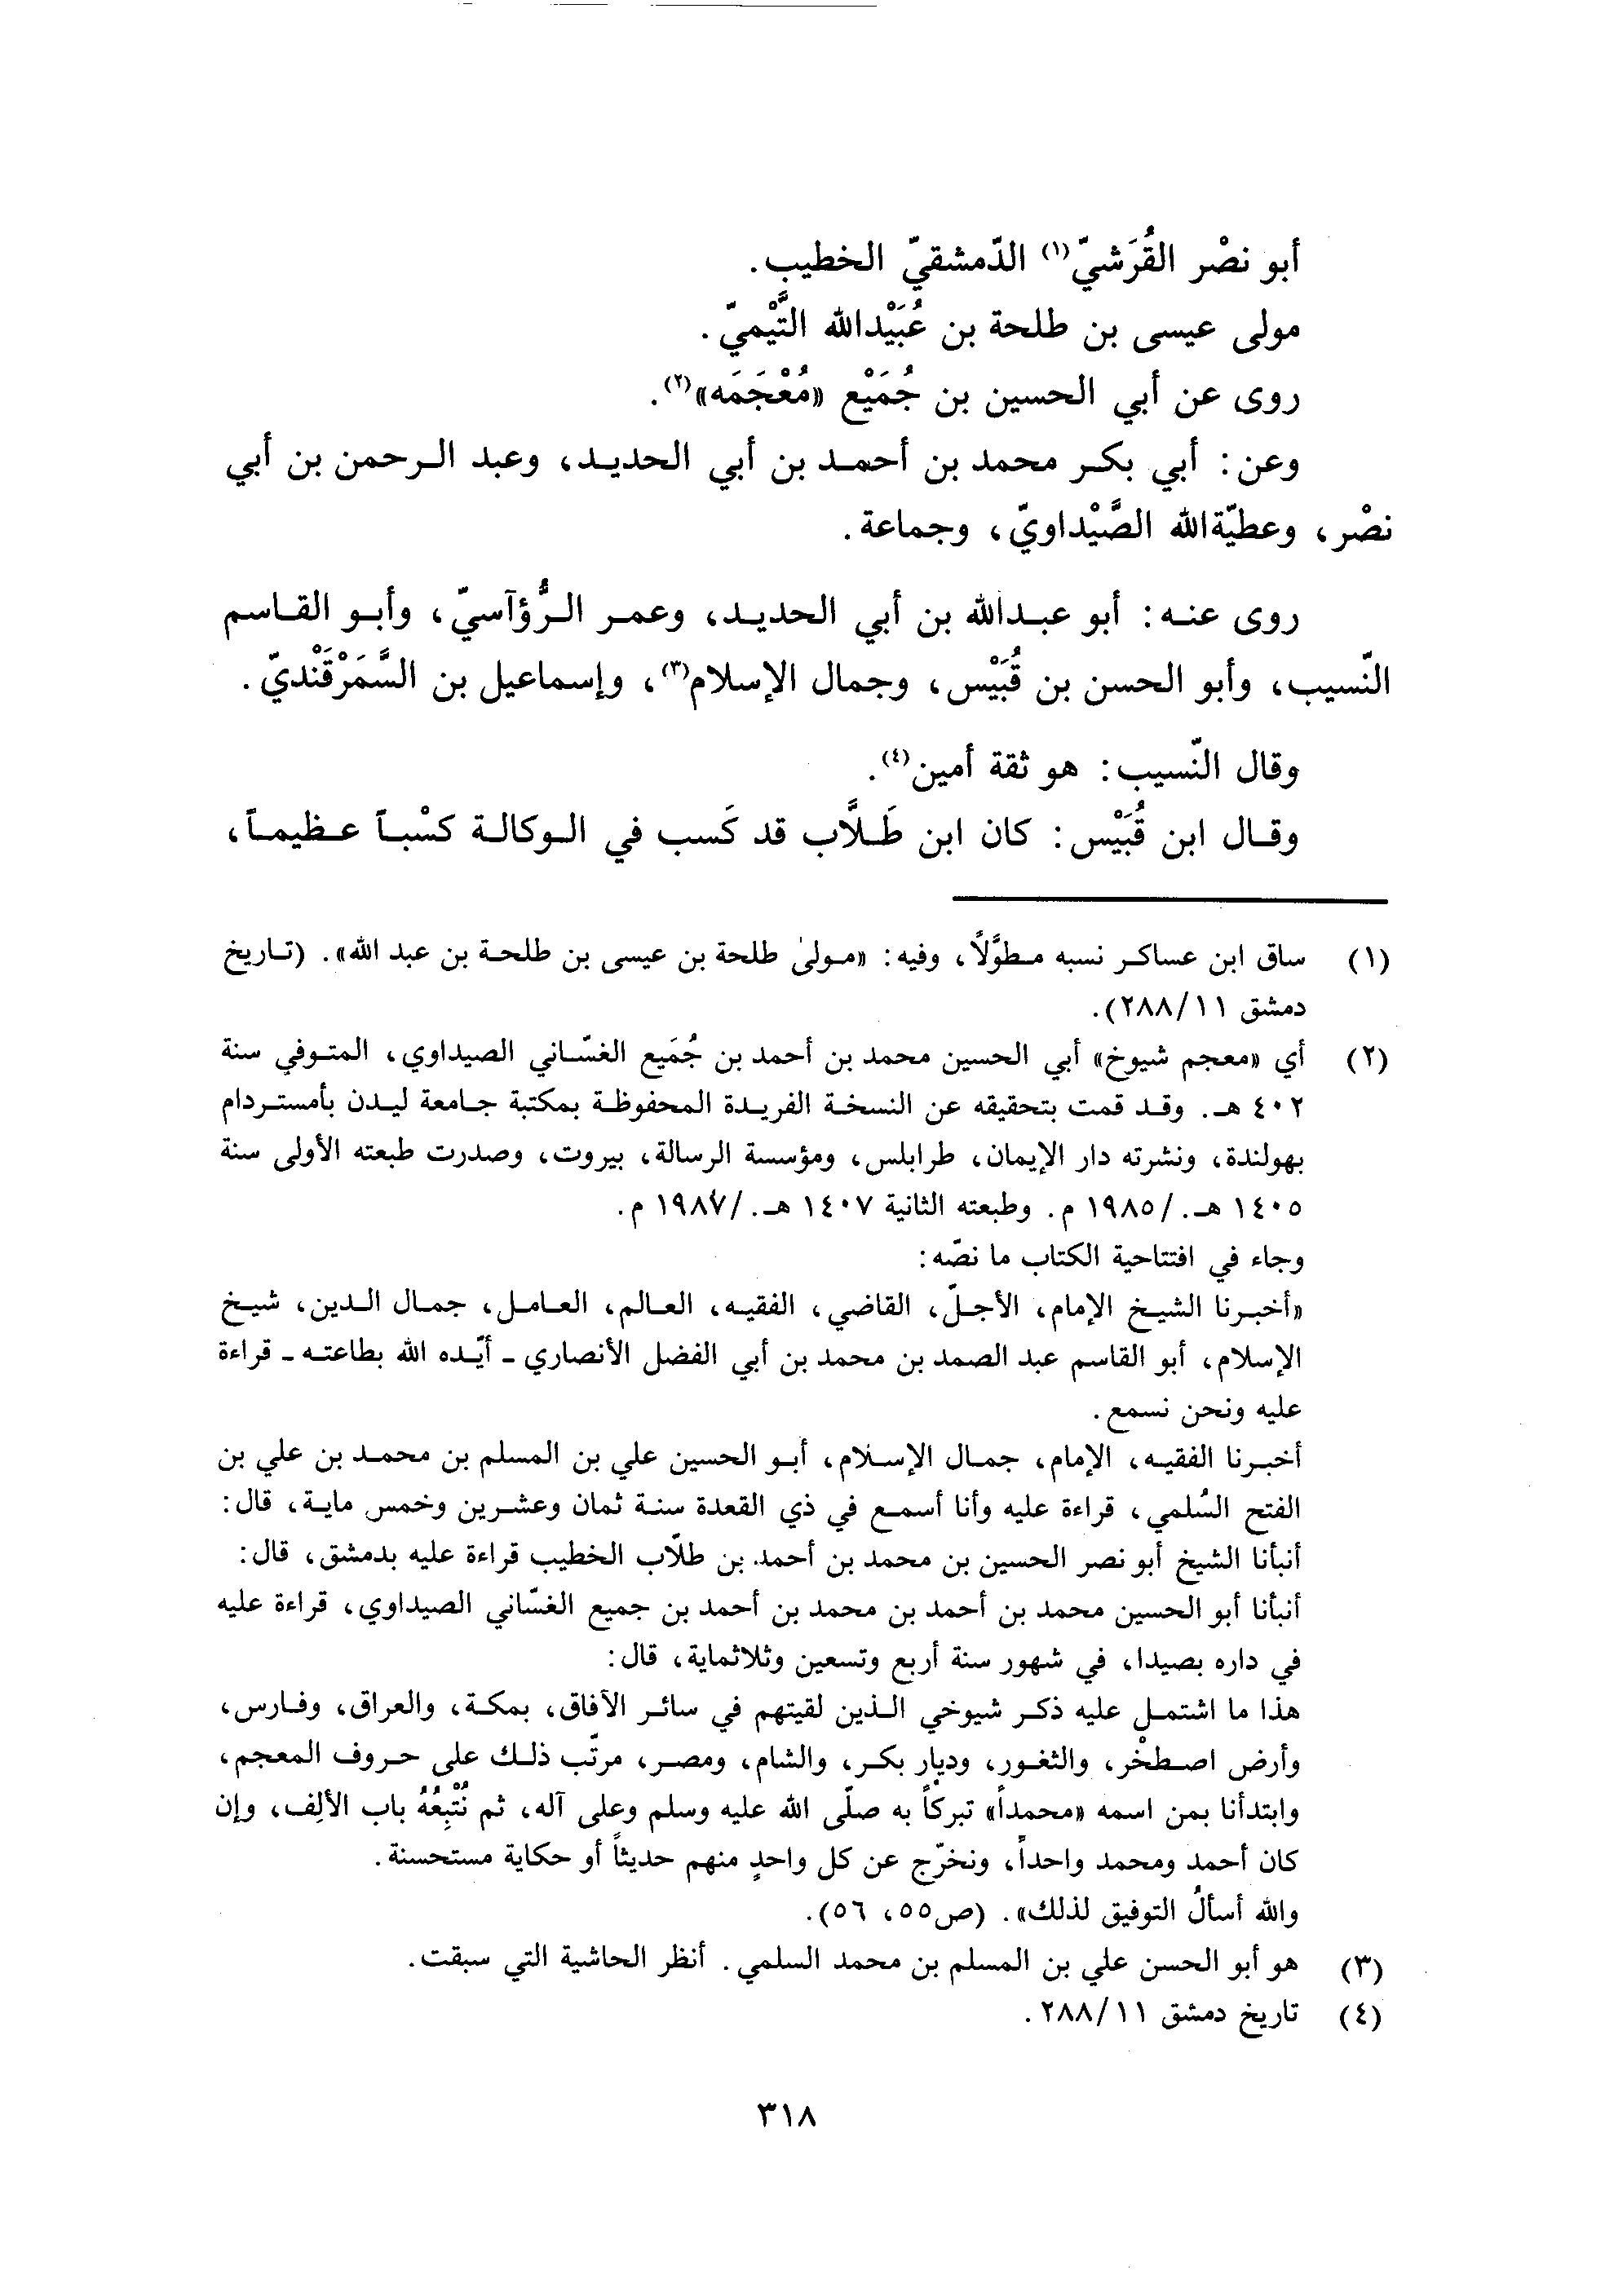 أبو نصْر القُرَشيّ(١) الدّمشقيّ الخطيب.
مولى عيسى بن طلحة بن عُبَيْدالله التَّيْميّ.
روى عن أبي الحسين بن جُمَيْع «مُعْجَمَه»(٢).
وعن: أبي بكر محمد بن أحمد بن أبي الحديد، وعبد الرحمن بن أبي
نصْر، وعطيّةالله الصَّيْداويّ، وجماعة.
روى عنه: أبو عبدالله بن أبي الحديد، وعمر الرُّؤآسيّ، وأبو القاسم
النّسيب، وأبو الحسن بن قُبَيْس، وجمال الإسلام(٣)، وإسماعيل بن السَّمَرْقَنْديّ.
وقال النّسيب: هو ثقة أمين(٤).
وقال ابن قُبَيْس: كان ابن طَلَّاب قد كَسب في الوكالة كسْباً عظيماً،
(١) ساق ابن عساكر نسبه مطوَّلاً، وفيه: «مولى طلحة بن عيسى بن طلحة بن عبد الله». (تاريخ
دمشق ٢٨٨/١١).
(٢) أي «معجم شيوخ» أبي الحسين محمد بن أحمد بن جُمَيع الغسّاني الصيداوي، المتوفي سنة
٤٠٢ هـ. وقد قمت بتحقيقه عن النسخة الفريدة المحفوظة بمكتبة جامعة ليدن بأمستردام
بهولندة، ونشرته دار الإيمان، طرابلس، ومؤسسة الرسالة، بيروت، وصدرت طبعته الأولى سنة
١٤٠٥ هـ./١٩٨٥ م. وطبعته الثانية ١٤٠٧ هـ./١٩٨٧ م.
وجاء في افتتاحية الكتاب ما نصّه:
«أخبرنا الشيخ الإمام، الأجلّ، القاضي، الفقيه، العالم، العامل، جمال الدين، شيخ
الإسلام، أبو القاسم عبد الصمد بن محمد بن أبي الفضل الأنصاري ـ أيّده الله بطاعته ـ قراءة
عليه ونحن نسمع.
أخبرنا الفقيه، الإمام، جمال الإسلام، أبو الحسين علي بن المسلم بن محمد بن علي بن
الفتح السُلمي، قراءة عليه وأنا أسمع في ذي القعدة سنة ثمان وعشرين وخمس ماية، قال:
أنبأنا الشيخ أبو نصر الحسين بن محمد بن أحمد بن طلّاب الخطيب قراءة عليه بدمشق، قال:
أنبأنا أبو الحسين محمد بن أحمد بن محمد بن أحمد بن جميع الغسّاني الصيداوي، قراءة عليه
في داره بصيدا، في شهور سنة أربع وتسعين وثلاثماية، قال:
هذا ما اشتمل عليه ذكر شيوخي الذين لقيتهم في سائر الآفاق، بمكة، والعراق، وفارس،
وأرض اصطخْر، والثغور، وديار بكر، والشام، ومصر، مرتّب ذلك على حروف المعجم،
وابتدأنا بمن اسمه «محمداً» تبركاً به صلّى الله عليه وسلم وعلى آله، ثم نُتْبِعُهُ باب الألِف، وإن
كان أحمد ومحمد واحداً، ونخرّج عن كل واحدٍ منهم حديثاً أو حكاية مستحسنة.
والله أسألُ التوفيق لذلك». (ص٥٥، ٥٦).
(٣) هو أبو الحسن علي بن المسلم بن محمد السلمي. أنظر الحاشية التي سبقت.
(٤) تاريخ دمشق ٢٨٨/١١.
٣١٨